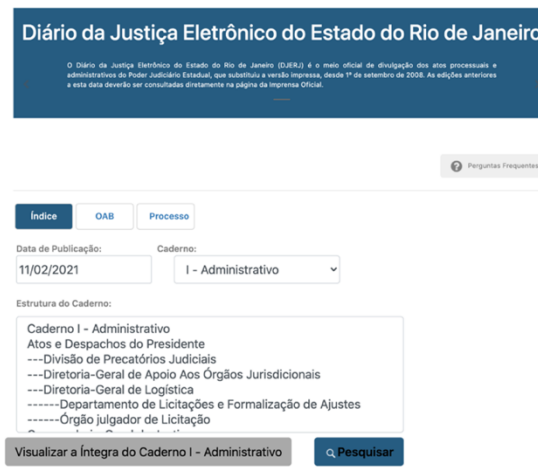 Diário da Justiça Eletrônico do Estado do Rio de Janeiro
O Diário da Justiça Eletrônico do Estado do Rio de Janeiro (DJERJ) é o meio oficial de divulgação dos atos processuais e
administrativos do Poder Judiciário Estadual, que substituiu a versão impressa, desde 1º de setembro de 2008. As edições anteriores
a esta data deverão ser consultadas diretamente na página da Imprensa Oficial.
Perguntas Frequentes
Índice OAB Processo
Data de Publicação: Caderno:
11/02/2021 I - Administrativo
Estrutura do Caderno:
Caderno I - Administrativo
Atos e Despachos do Presidente
---Divisão de Precatórios Judiciais
---Diretoria-Geral de Apoio Aos Órgãos Jurisdicionais
---Diretoria-Geral de Logística
------Departamento de Licitações e Formalização de Ajustes
------Órgão julgador de Licitação
Visualizar a Íntegra do Caderno I - Administrativo Pesquisar